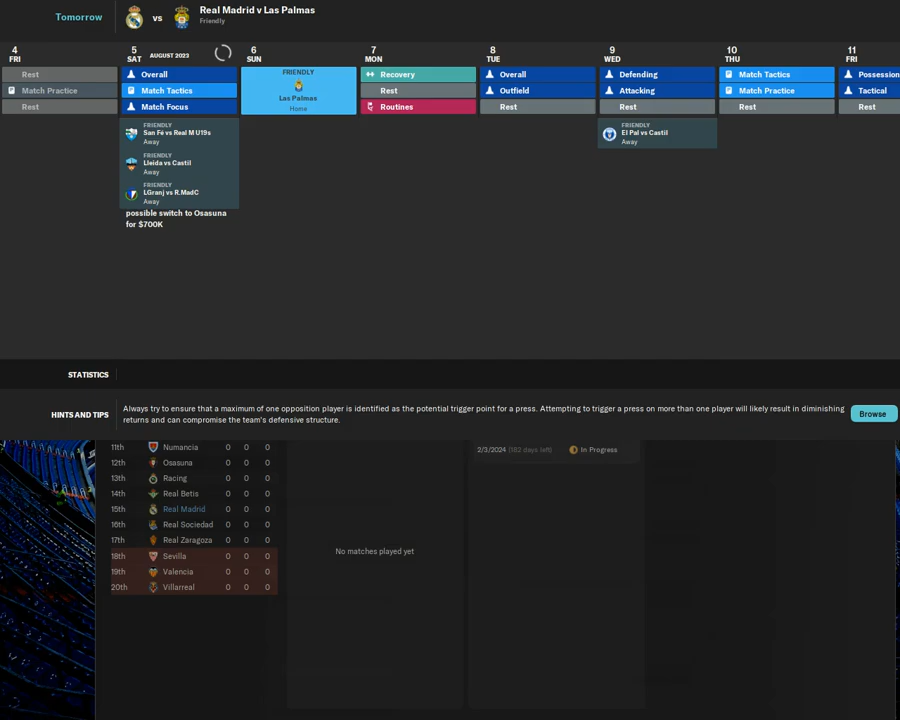 Tomorrow
vs
Real Madrid v Las Palmas
Friendly
4
FRI
5
SAT
AUGUST 2023
6
SUN
7
MON
8
TUE
9
WED
10
THU
11
FRI
Rest
Match Practice
Rest
Overall
Match Tactics
Match Focus
FRIENDLY
Las Palmas
Home
Recovery
Rest
Routines
Overall
Outfield
Rest
Defending
Attacking
Rest
Match Tactics
Match Practice
Rest
Possession
Tactical
Rest
FRIENDLY
San Fé vs Real M U19s
Away
FRIENDLY
Lleida vs Castil
Away
FRIENDLY
LGranj vs R.MadC
Away
possible switch to Osasuna
for $700K
FRIENDLY
El Pal vs Castil
Away
STATISTICS
HINTS AND TIPS
Always try to ensure that a maximum of one opposition player is identified as the potential trigger point for a press. Attempting to trigger a press on more than one player will likely result in diminishing
returns and can compromise the team's defensive structure.
Browse
11th Numancia 0 0 0
12th Osasuna 0 0 0
13th Racing 0 0 0
14th Real Betis 0 0 0
15th Real Madrid 0 0 0
16th Real Sociedad 0 0 0
17th Real Zaragoza 0 0 0
18th Sevilla 0 0 0
19th Valencia 0 0 0
20th Villarreal 0 0 0
No matches played yet
2/3/2024 (182 days left)
In Progress